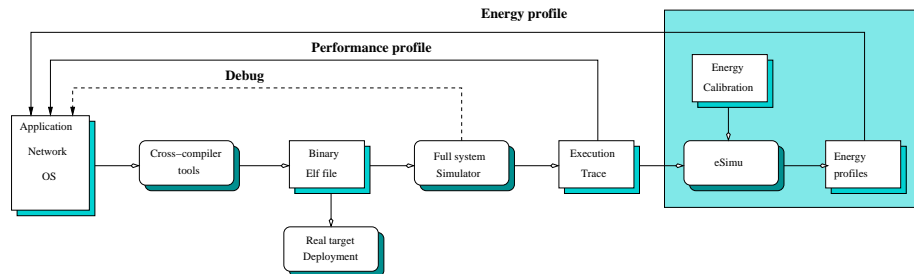 Energy profile
Performance profile
Debug
Energy
Calibration
Application
Network
OS
Cross−compiler
tools
Binary
Elf file
Full system
Simulator
Execution
Trace
eSimu
Energy
profiles
Real target
Deployment